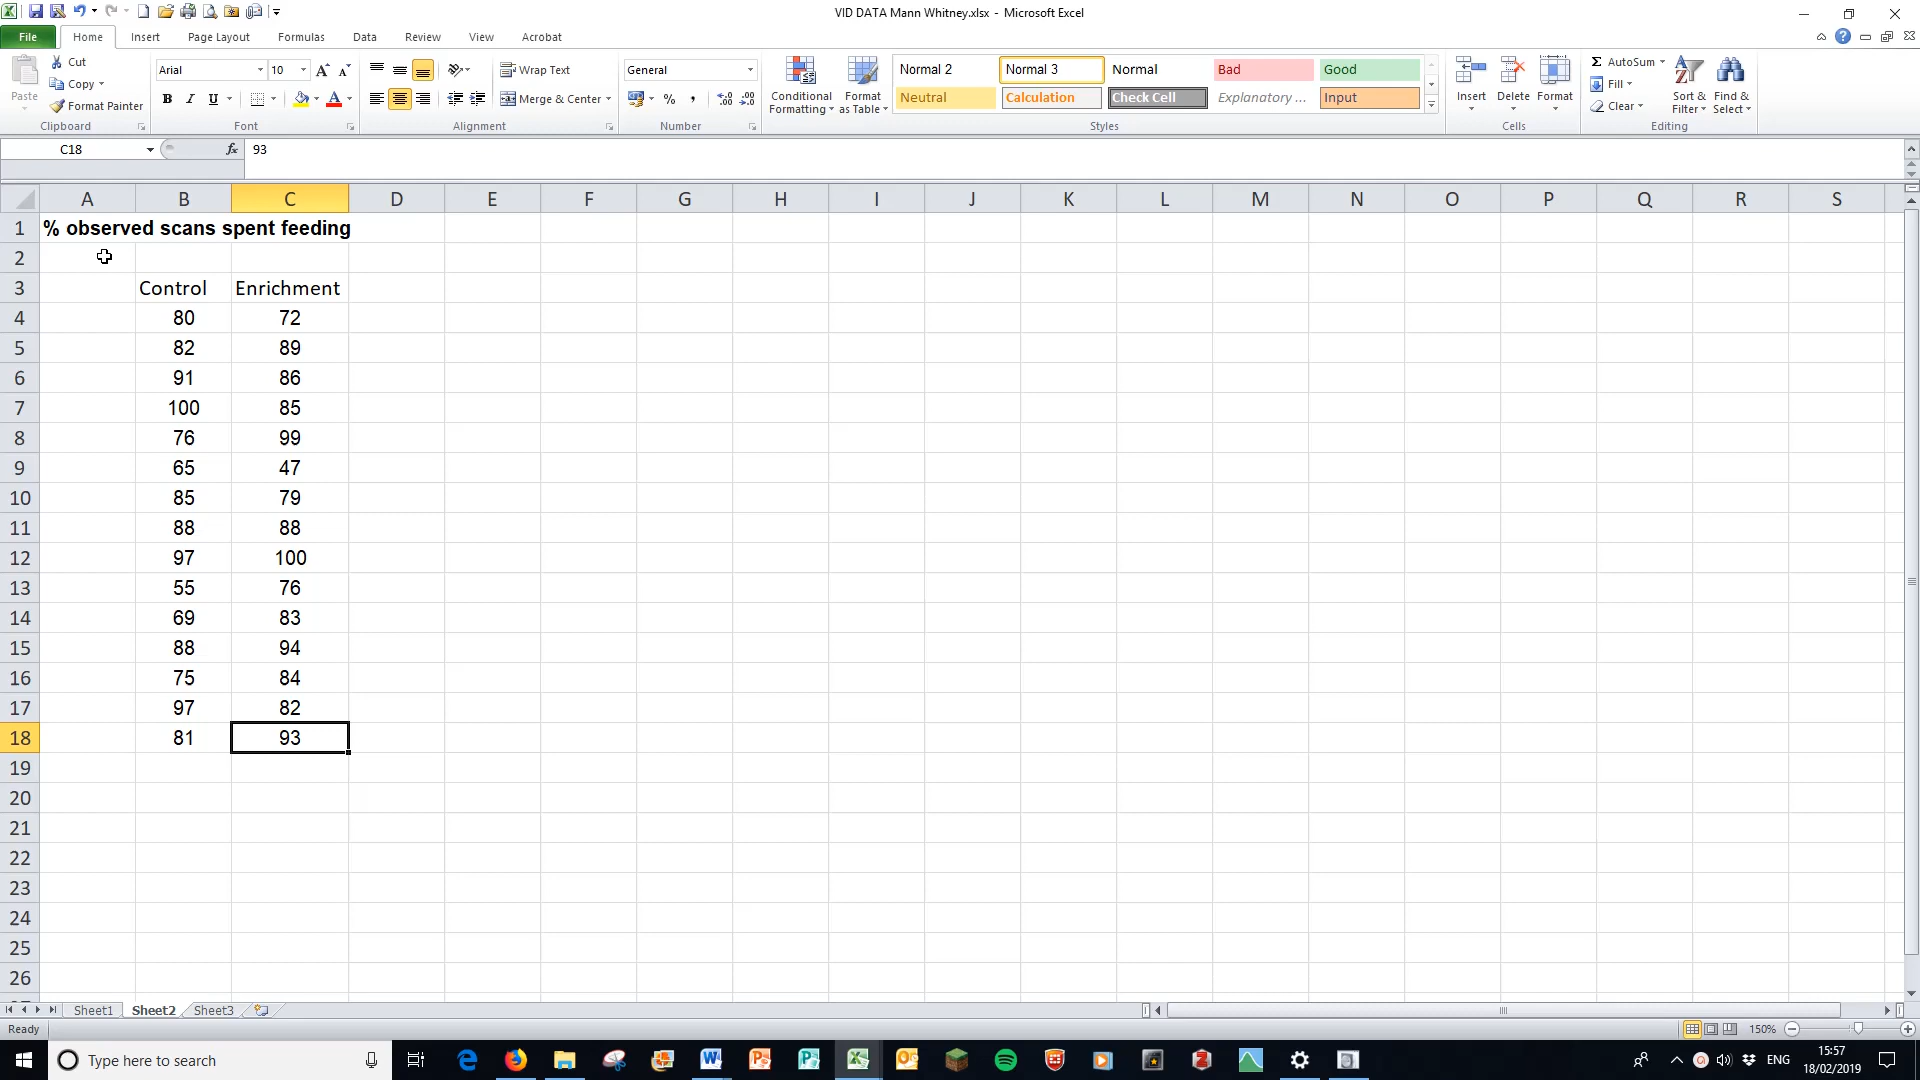 VID DATA Mann Whitney.xlsx - Microsoft Excel
File Home Insert Page Layout Formulas Data Review View Acrobat
Paste
Cut
Copy
Format Painter
Clipboard
Arial 10
B I U
Font
Wrap Text
Merge & Center
Alignment
General
Number
Conditional Formatting
Format as Table
Normal 2 Normal 3 Normal Bad Good
Neutral Calculation Check Cell Explanatory ... Input
Styles
Insert Delete Format
Cells
AutoSum
Fill
Clear
Sort & Filter
Find & Select
Editing
C18 fx 93
A B C D E F G H I J K L M N O P Q R S
1 % observed scans spent feeding
2
3 Control Enrichment
4 80 72
5 82 89
6 91 86
7 100 85
8 76 99
9 65 47
10 85 79
11 88 88
12 97 100
13 55 76
14 69 83
15 88 94
16 75 84
17 97 82
18 81 93
19
20
21
22
23
24
25
26
Sheet1 Sheet2 Sheet3
Ready 150%
Type here to search
ENG
15:57
18/02/2019